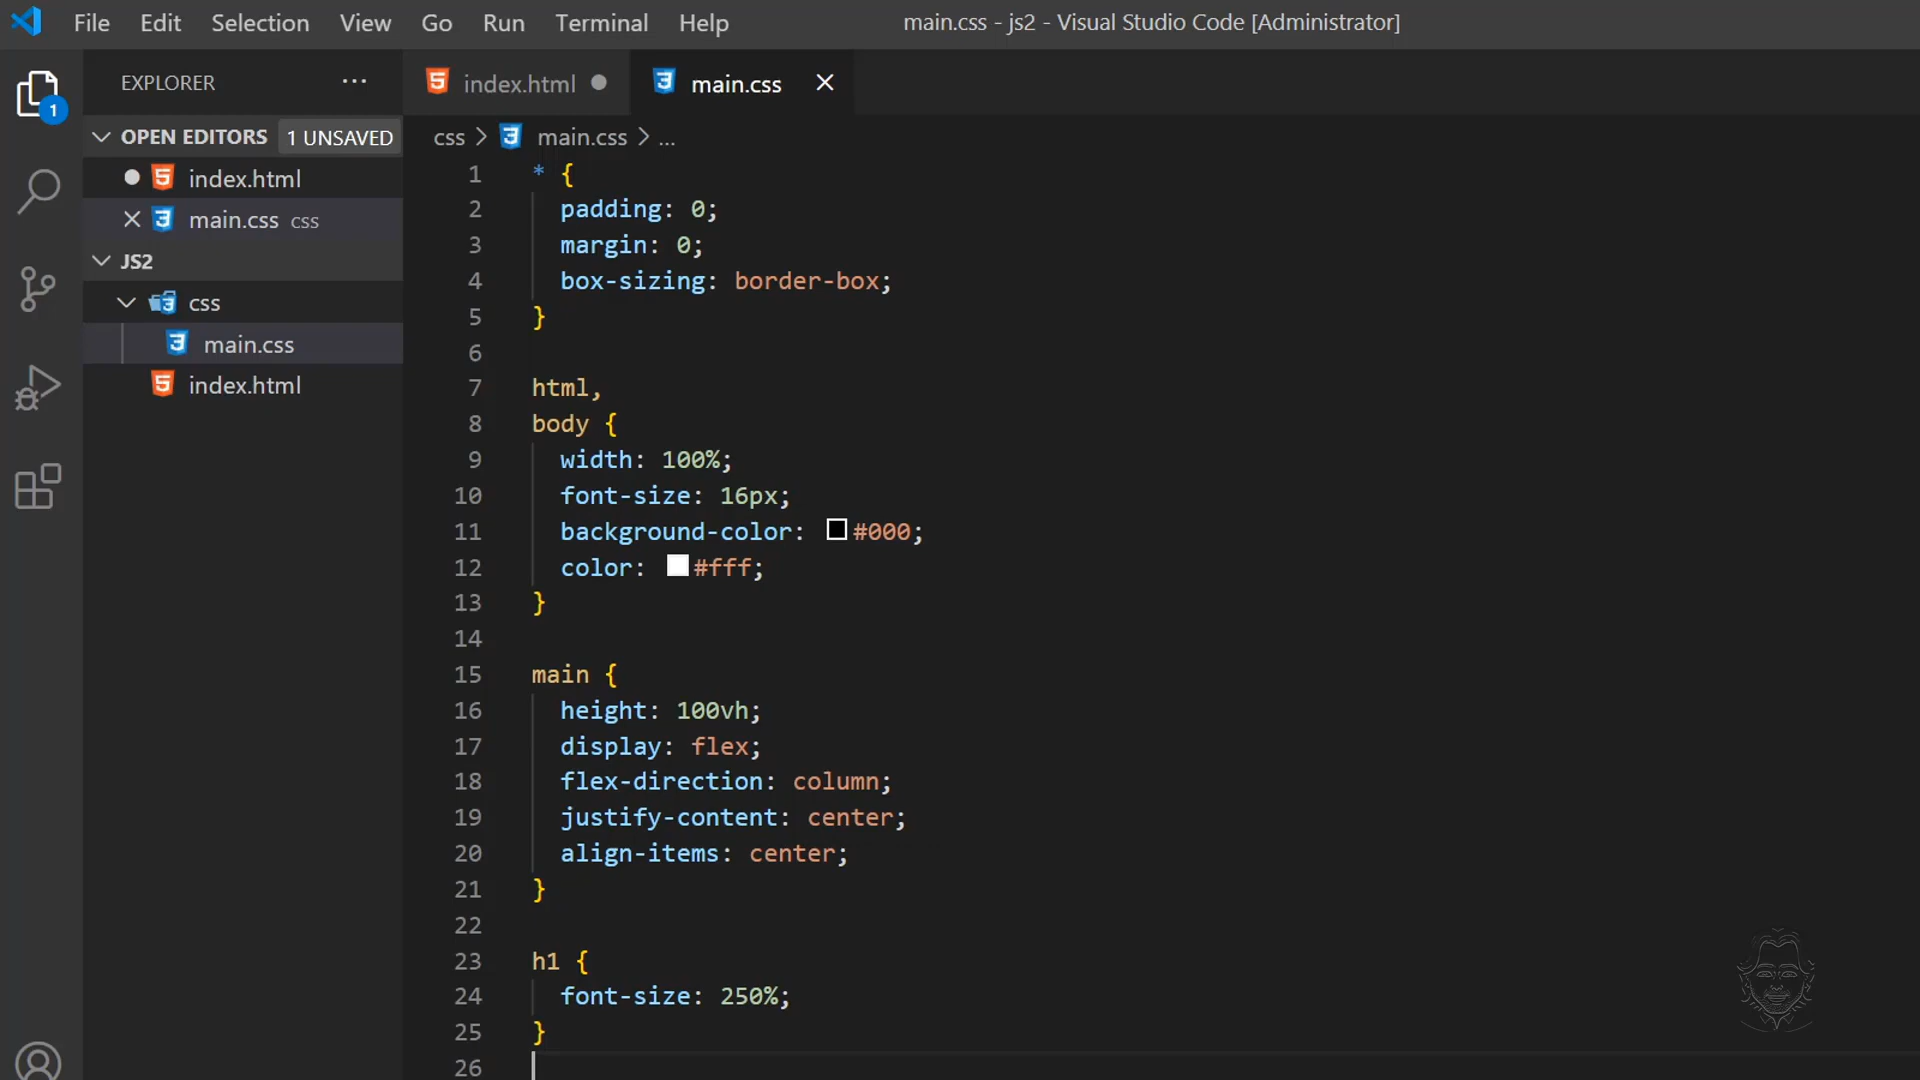 File Edit Selection View Go Run Terminal Help main.css - js2 - Visual Studio Code [Administrator]
EXPLORER ...
index.html main.css
1
OPEN EDITORS 1 UNSAVED
index.html
main.css css
JS2
css
main.css
index.html
css > main.css > ...
1 * {
2 padding: 0;
3 margin: 0;
4 box-sizing: border-box;
5 }
6
7 html,
8 body {
9 width: 100%;
10 font-size: 16px;
11 background-color: #000;
12 color: #fff;
13 }
14
15 main {
16 height: 100vh;
17 display: flex;
18 flex-direction: column;
19 justify-content: center;
20 align-items: center;
21 }
22
23 h1 {
24 font-size: 250%;
25 }
26